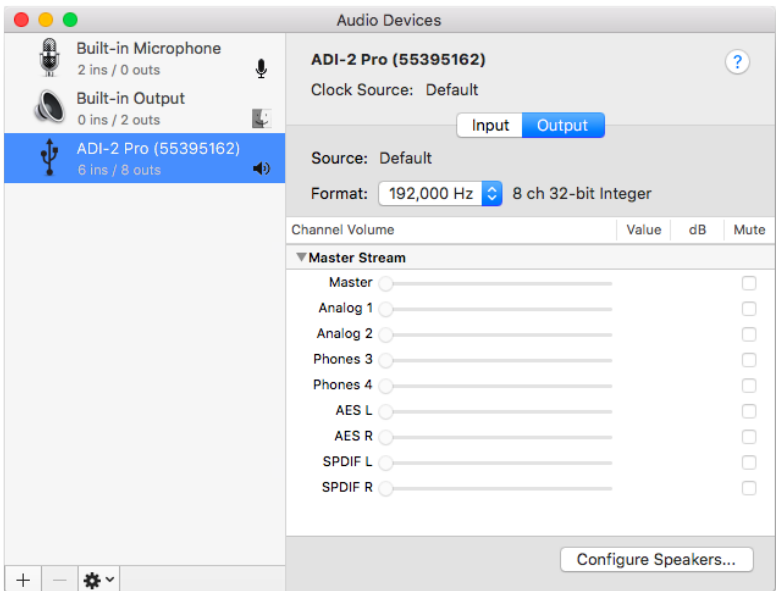 Audio Devices
Built-in Microphone
2 ins / 0 outs
Built-in Output
0 ins / 2 outs
ADI-2 Pro (55395162)
6 ins / 8 outs
ADI-2 Pro (55395162)
?
Clock Source: Default
Input Output
Source: Default
Format: 192,000 Hz 8 ch 32-bit Integer
Channel Volume Value dB Mute
Master Stream
Master
Analog 1
Analog 2
Phones 3
Phones 4
AES L
AES R
SPDIF L
SPDIF R
Configure Speakers...